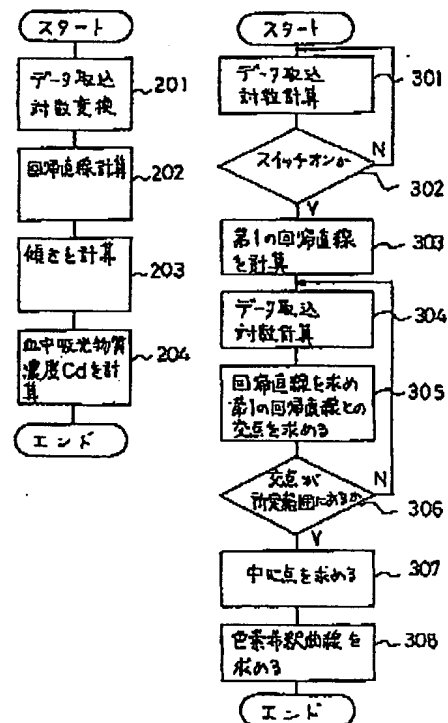 スタート
データ取込
対数変換
201
回帰直線計算
202
傾きを計算
203
血中吸光物質
濃度Cdを計
算
204
エンド
スタート
データ取込
対数計算
301
スイッチオンか
N
302
Y
第1の回帰直線
を計算
303
データ取込
対数計算
304
回帰直線を求め
第1の回帰直線との
交点を求める
305
交点が
所定範囲にあるか
N
306
Y
中心点を求める
307
色素希釈曲線を
求める
308
エンド